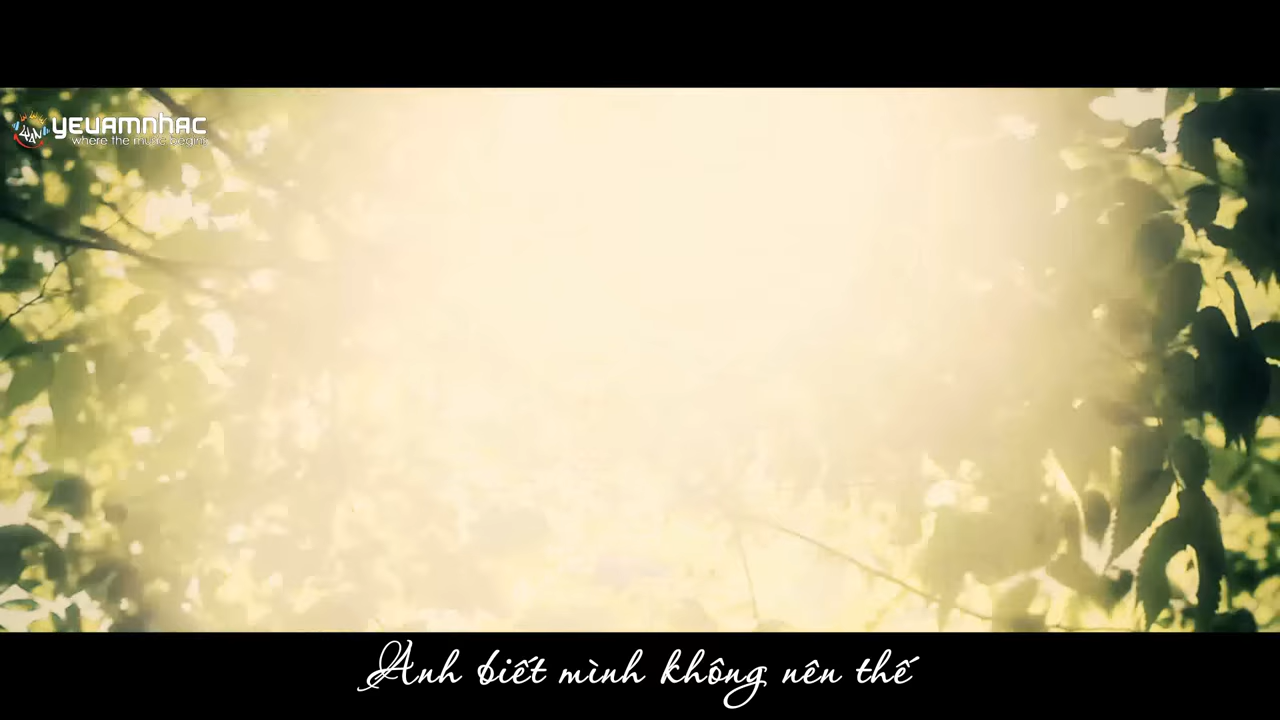 YEUAMNHAC
where the music begins
Anh biết mình không nên thế